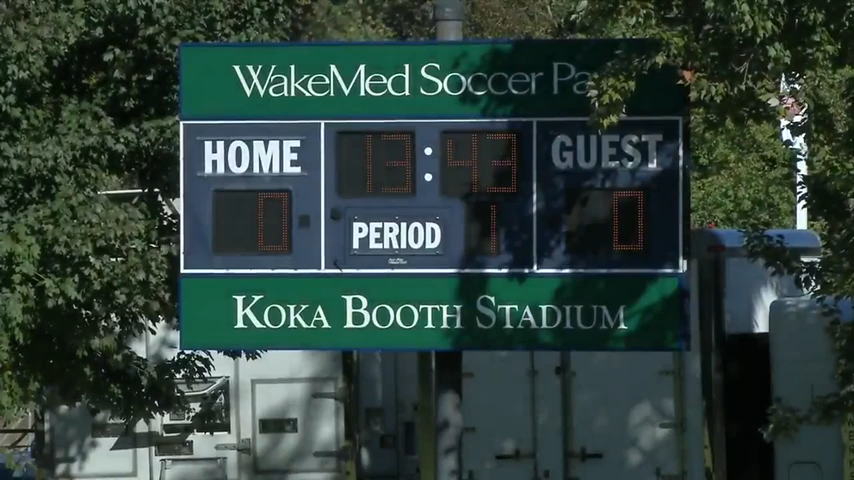 WakeMed Soccer Pa
HOME 13:43 GUEST
0 PERIOD 1 0
Koka Booth Stadium